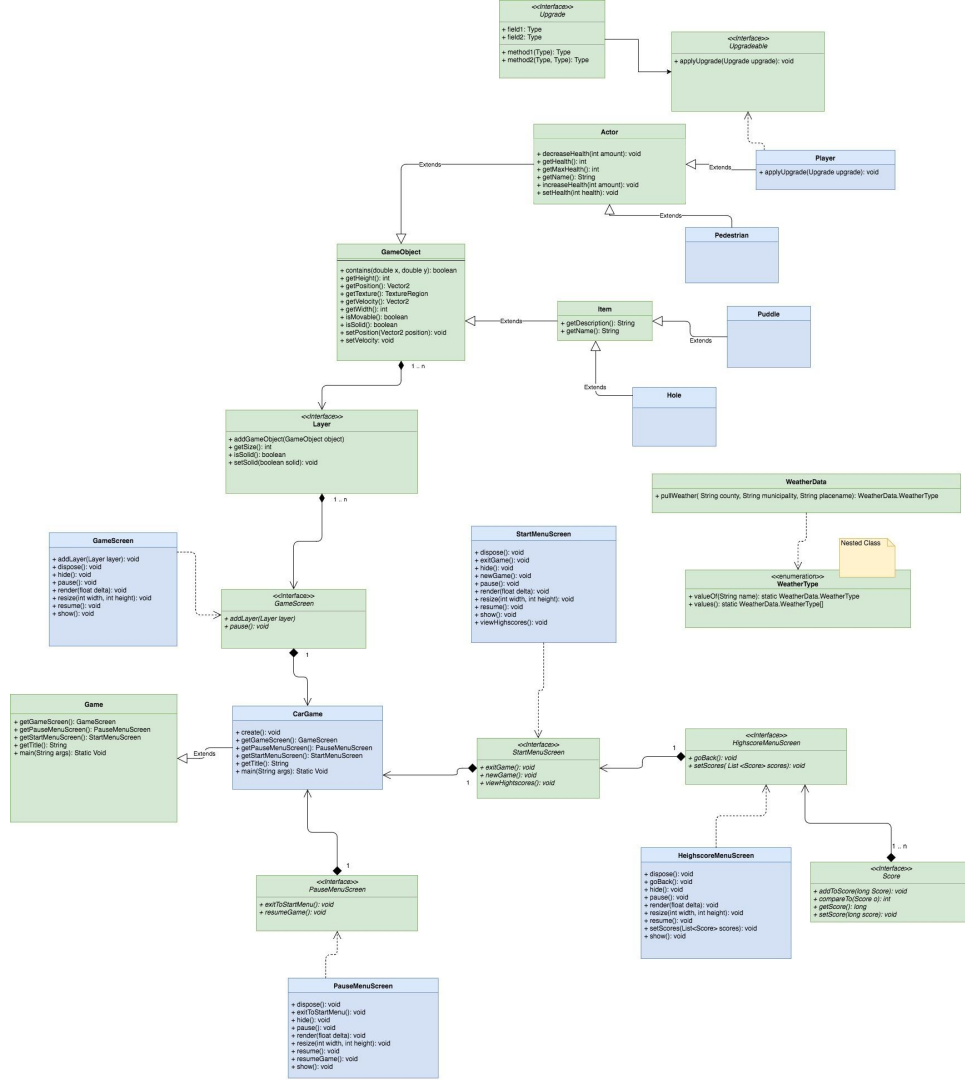 <<Interface>>
Upgrade
+ field1: Type
+ field2: Type
+ method1(Type): Type
+ method2(Type, Type): Type
<<Interface>>
Upgradeable
+ applyUpgrade(Upgrade upgrade): void
Actor
+ decreaseHealth(int amount): void
+ getHealth(): int
+ getMaxHealth(): int
+ getName(): String
+ increaseHealth(int amount): void
+ setHealth(int health): void
Extends
Extends
Player
+ applyUpgrade(Upgrade upgrade): void
Extends
Pedestrian
GameObject
+ contains(double x, double y): boolean
+ getHeight(): int
+ getPosition(): Vector2
+ getTexture(): TextureRegion
+ getVelocity(): Vector2
+ getWidth(): int
+ isMovable(): boolean
+ isSolid(): boolean
+ setPosition(Vector2 position): void
+ setVelocity: void
Extends
Item
+ getDescription(): String
+ getName(): String
Extends
Puddle
Extends
Hole
1 .. n
<<Interface>>
Layer
+ addGameObject(GameObject object)
+ getSize(): int
+ isSolid(): boolean
+ setSolid(boolean solid): void
1 .. n
WeatherData
+ pullWeather( String county, String municipality, String placename): WeatherData.WeatherType
Nested Class
<<enumeration>>
WeatherType
+ valueOf(String name): static WeatherData.WeatherType
+ values(): static WeatherData.WeatherType[]
GameScreen
+ addLayer(Layer layer): void
+ dispose(): void
+ hide(): void
+ pause(): void
+ render(float delta): void
+ resize(int width, int height): void
+ resume(): void
+ show(): void
StartMenuScreen
+ dispose(): void
+ exitGame(): void
+ hide(): void
+ newGame(): void
+ pause(): void
+ render(float delta): void
+ resize(int width, int height): void
+ resume(): void
+ show(): void
+ viewHighscores(): void
<<Interface>>
GameScreen
+ addLayer(Layer layer)
+ pause(): void
1
Game
+ getGameScreen(): GameScreen
+ getPauseMenuScreen(): PauseMenuScreen
+ getStartMenuScreen(): StartMenuScreen
+ getTitle(): String
+ main(String args): Static Void
Extends
CarGame
+ create(): void
+ getGameScreen(): GameScreen
+ getPauseMenuScreen(): PauseMenuScreen
+ getStartMenuScreen(): StartMenuScreen
+ getTitle(): String
+ main(String args): Static Void
1
<<Interface>>
StartMenuScreen
+ exitGame(): void
+ newGame(): void
+ viewHightscores(): void
1
<<Interface>>
HighscoreMenuScreen
+ goBack(): void
+ setScores( List <Score> scores): void
1
<<Interface>>
PauseMenuScreen
+ exitToStartMenu(): void
+ resumeGame(): void
HeighscoreMenuScreen
+ dispose(): void
+ goBack(): void
+ hide(): void
+ pause(): void
+ render(float delta): void
+ resize(int width, int height): void
+ resume(): void
+ setScores(List<Score> scores): void
+ show(): void
1 .. n
<<Interface>>
Score
+ addToScore(long Score): void
+ compareTo(Score o): int
+ getScore(): long
+ setScore(long score): void
PauseMenuScreen
+ dispose(): void
+ exitToStartMenu(): void
+ hide(): void
+ pause(): void
+ render(float delta): void
+ resize(int width, int height): void
+ resume(): void
+ resumeGame(): void
+ show(): void